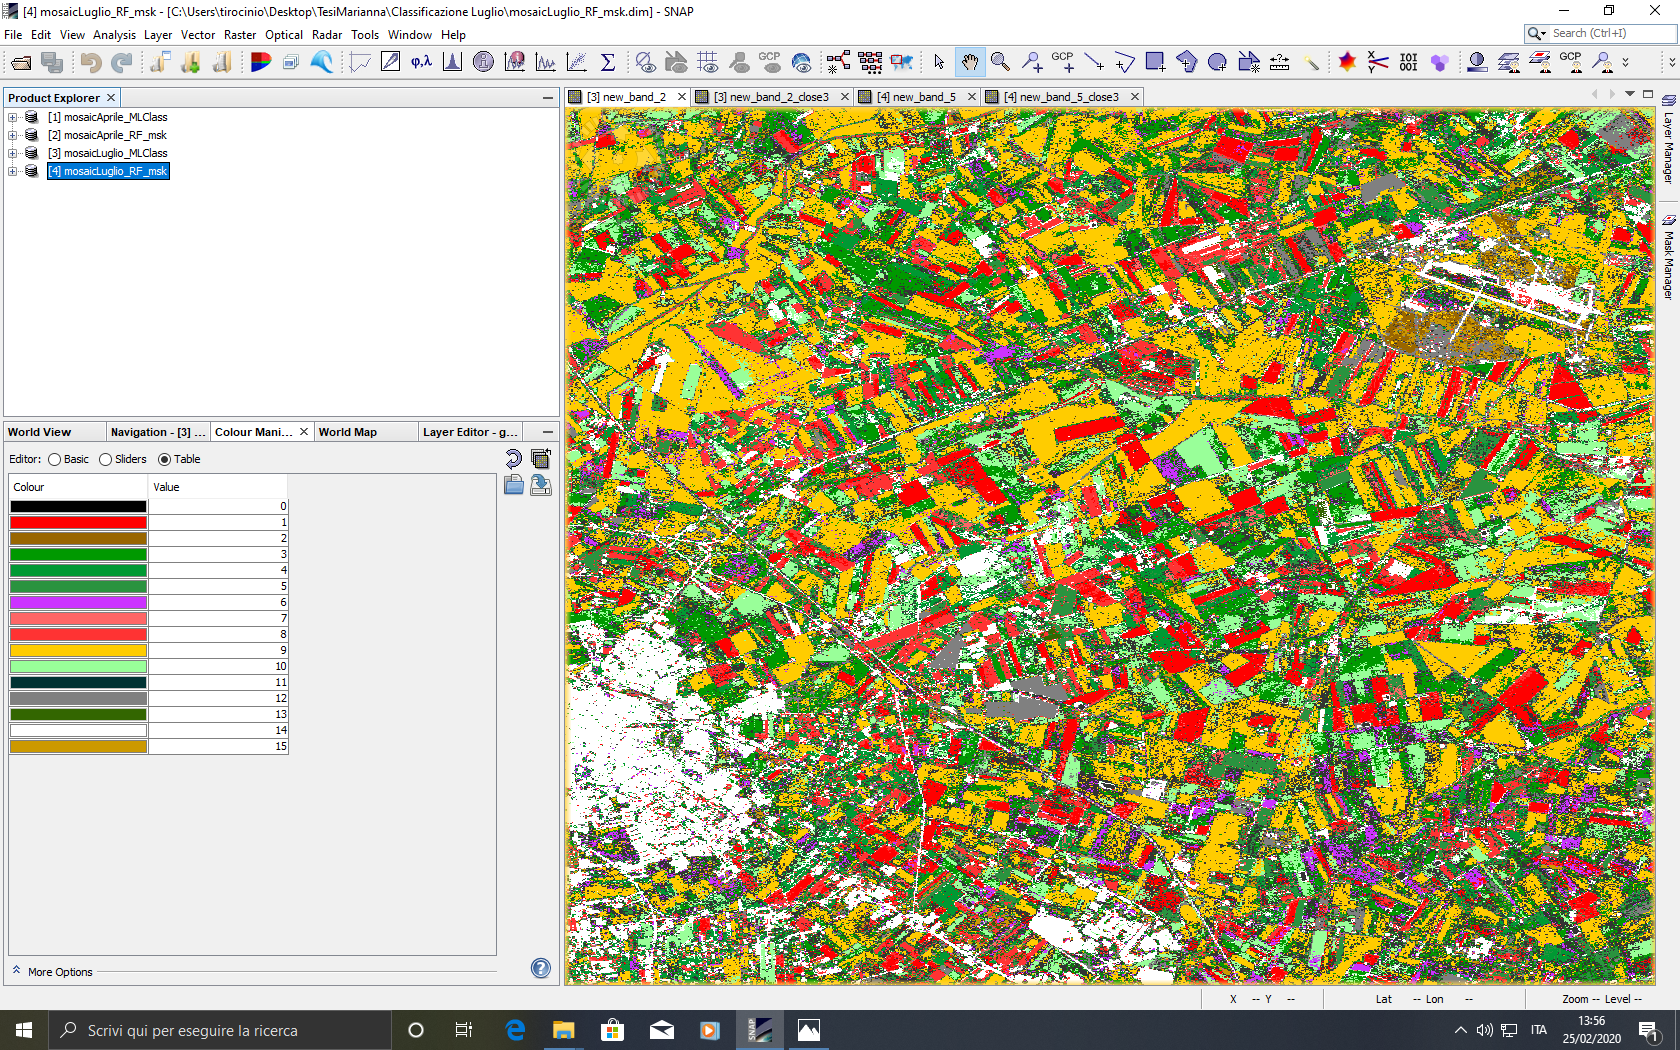 [4] mosaicLuglio_RF_msk - [C:\Users\tirocinio\Desktop\TesiMarianna\Classificazione Luglio\mosaicLuglio_RF_msk.dim] - SNAP
File Edit View Analysis Layer Vector Raster Optical Radar Tools Window Help
Search (Ctrl+I)
φ,λ Σ GCP GCP GCP
Product Explorer
[3] new_band_2 [3] new_band_2_close3 [4] new_band_5 [4] new_band_5_close3
[1] mosaicAprile_MLClass
[2] mosaicAprile_RF_msk
[3] mosaicLuglio_MLClass
[4] mosaicLuglio_RF_msk
Layer Manager
Mask Manager
World View Navigation - [3] ... Colour Mani... World Map Layer Editor - g...
Editor: Basic Sliders Table
Colour Value
0
1
2
3
4
5
6
7
8
9
10
11
12
13
14
15
More Options
X -- Y -- Lat -- Lon -- Zoom -- Level --
Scrivi qui per eseguire la ricerca
SNAP
ITA
13:56
25/02/2020
1